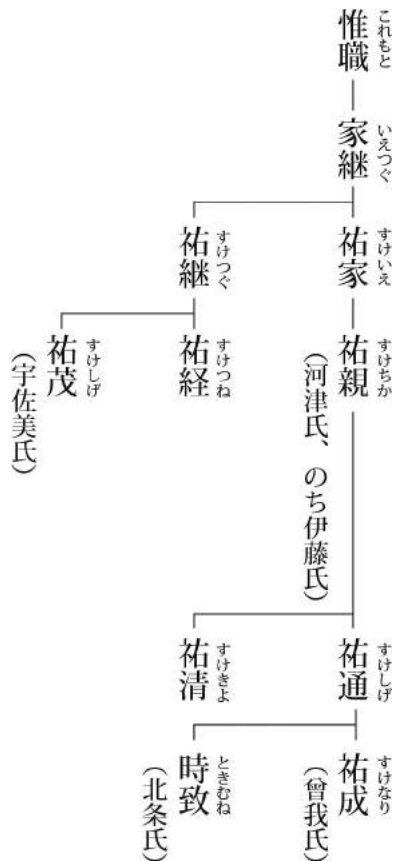 惟職
これもと
家継
いえつぐ
祐家
すけいえ
祐親
すけちか
(河津氏、のち伊藤氏)
祐通
すけしげ
祐成
すけなり
(曾我氏)
時致
ときむね
(北条氏)
祐清
すけきよ
祐継
すけつぐ
祐経
すけつね
祐茂
すけしげ
(宇佐美氏)